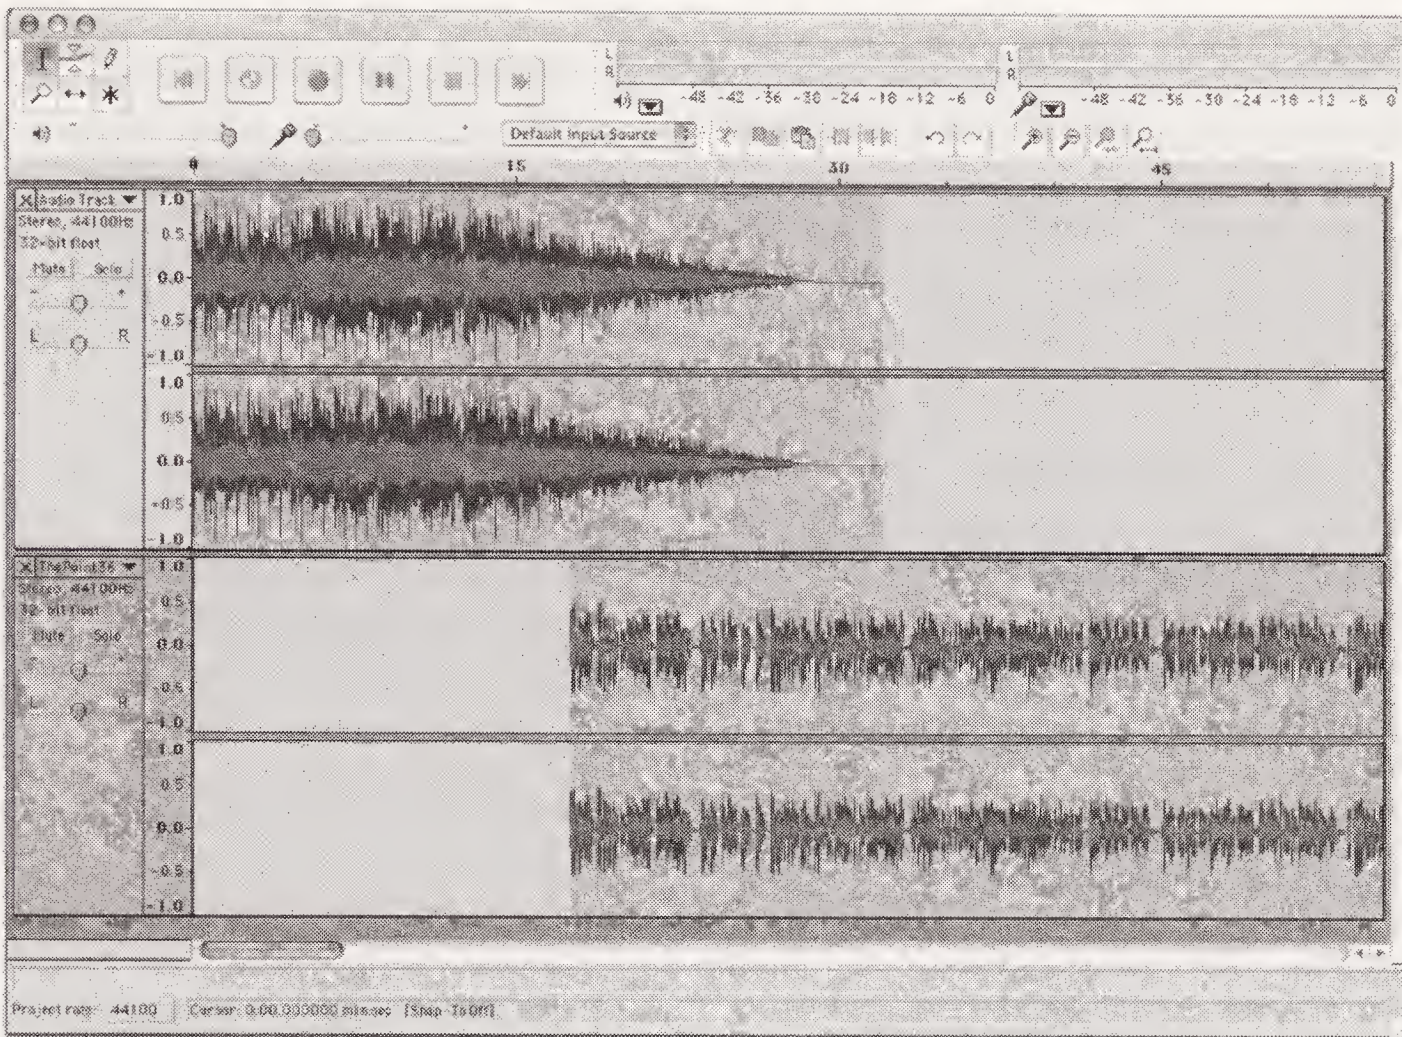 L
R
L
R
-48 -42 -36 -30 -24 -18 -12 -6 0
-48 -42 -36 -30 -24 -18 -12 -6 0
Default Input Source
0 15 30 45
X Audio Track
Stereo, 44100Hz
32-bit float
Mute Solo
- +
L R
1.0
0.5
0.0
-0.5
-1.0
1.0
0.5
0.0
-0.5
-1.0
X ThePoint36
Stereo, 44100Hz
32-bit float
Mute Solo
- +
L R
1.0
0.5
0.0
-0.5
-1.0
1.0
0.5
0.0
-0.5
-1.0
Project rate: 44100 Cursor: 0:00.000000 min:sec [Snap-To Off]